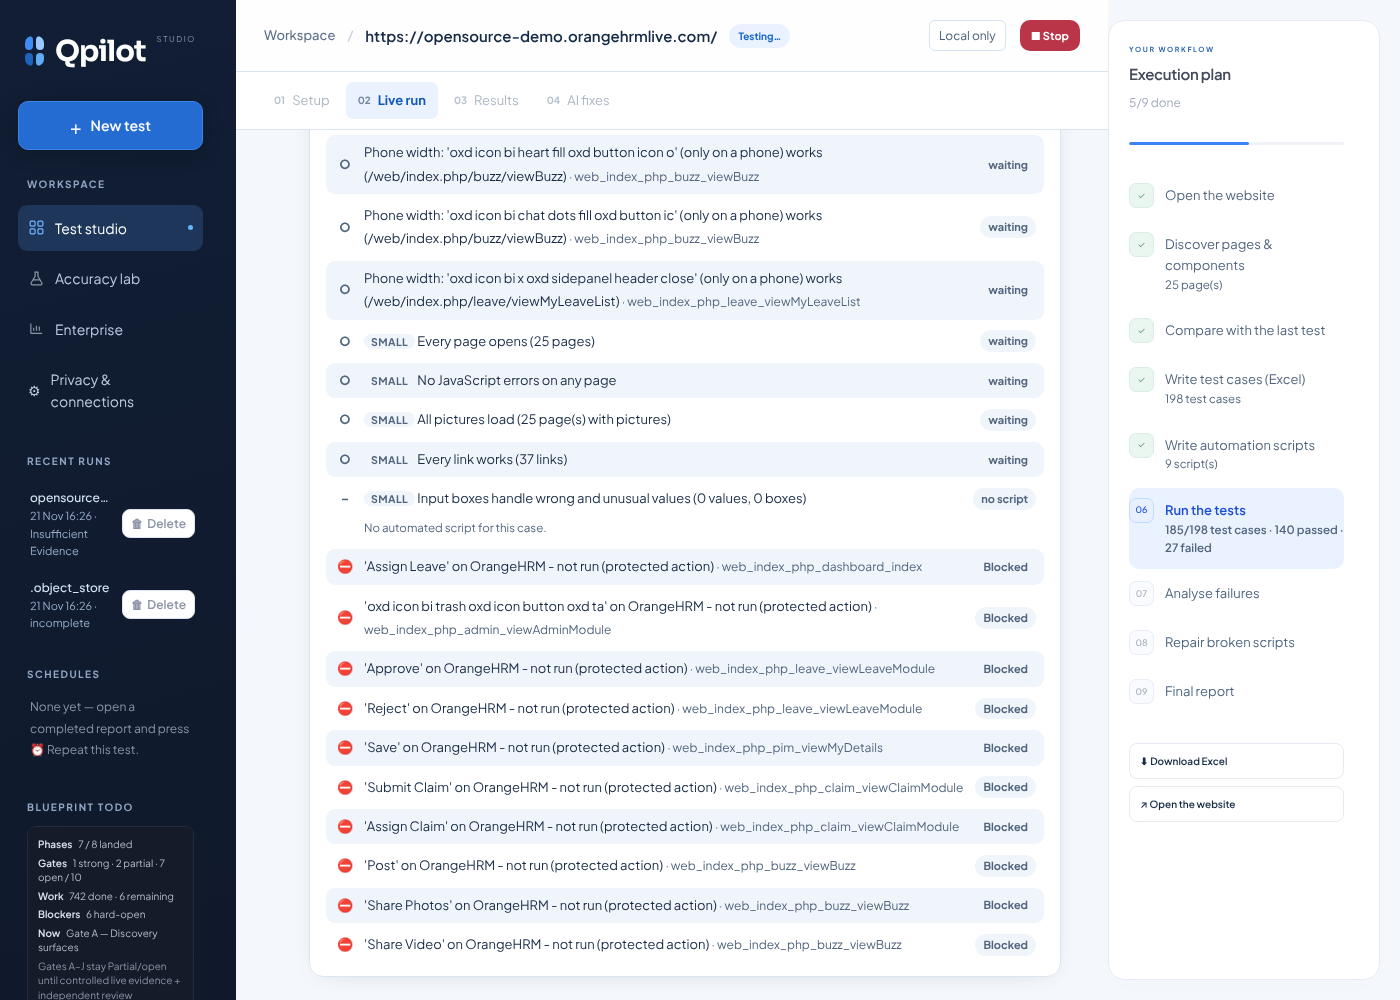 Qpilot
STUDIO
+ New test
WORKSPACE
Test studio
Accuracy lab
Enterprise
Privacy &
connections
RECENT RUNS
opensource...
21 Nov 16:26 ·
Insufficient
Evidence
Delete
.object_store
21 Nov 16:26 ·
incomplete
Delete
SCHEDULES
None yet — open a
completed report and press
⏰ Repeat this test.
BLUEPRINT TODO
Phases 7 / 8 landed
Gates 1 strong · 2 partial · 7
open / 10
Work 742 done · 6 remaining
Blockers 6 hard-open
Now Gate A — Discovery
surfaces
Gates A–J stay Partial/open
until controlled live evidence +
independent review
Workspace / https://opensource-demo.orangehrmlive.com/
Testing...
Local only
Stop
01 Setup
02 Live run
03 Results
04 AI fixes
Phone width: 'oxd icon bi heart fill oxd button icon o' (only on a phone) works
(/web/index.php/buzz/viewBuzz) · web_index_php_buzz_viewBuzz
waiting
Phone width: 'oxd icon bi chat dots fill oxd button ic' (only on a phone) works
(/web/index.php/buzz/viewBuzz) · web_index_php_buzz_viewBuzz
waiting
Phone width: 'oxd icon bi x oxd sidepanel header close' (only on a phone) works
(/web/index.php/leave/viewMyLeaveList) · web_index_php_leave_viewMyLeaveList
waiting
SMALL Every page opens (25 pages)
waiting
SMALL No JavaScript errors on any page
waiting
SMALL All pictures load (25 page(s) with pictures)
waiting
SMALL Every link works (37 links)
waiting
– SMALL Input boxes handle wrong and unusual values (0 values, 0 boxes)
no script
No automated script for this case.
'Assign Leave' on OrangeHRM - not run (protected action) · web_index_php_dashboard_index
Blocked
'oxd icon bi trash oxd icon button oxd ta' on OrangeHRM - not run (protected action) ·
web_index_php_admin_viewAdminModule
Blocked
'Approve' on OrangeHRM - not run (protected action) · web_index_php_leave_viewLeaveModule
Blocked
'Reject' on OrangeHRM - not run (protected action) · web_index_php_leave_viewLeaveModule
Blocked
'Save' on OrangeHRM - not run (protected action) · web_index_php_pim_viewMyDetails
Blocked
'Submit Claim' on OrangeHRM - not run (protected action) · web_index_php_claim_viewClaimModule
Blocked
'Assign Claim' on OrangeHRM - not run (protected action) · web_index_php_claim_viewClaimModule
Blocked
'Post' on OrangeHRM - not run (protected action) · web_index_php_buzz_viewBuzz
Blocked
'Share Photos' on OrangeHRM - not run (protected action) · web_index_php_buzz_viewBuzz
Blocked
'Share Video' on OrangeHRM - not run (protected action) · web_index_php_buzz_viewBuzz
Blocked
YOUR WORKFLOW
Execution plan
5/9 done
Open the website
Discover pages &
components
25 page(s)
Compare with the last test
Write test cases (Excel)
198 test cases
Write automation scripts
9 script(s)
06 Run the tests
185/198 test cases · 140 passed ·
27 failed
07 Analyse failures
08 Repair broken scripts
09 Final report
⬇ Download Excel
↗ Open the website